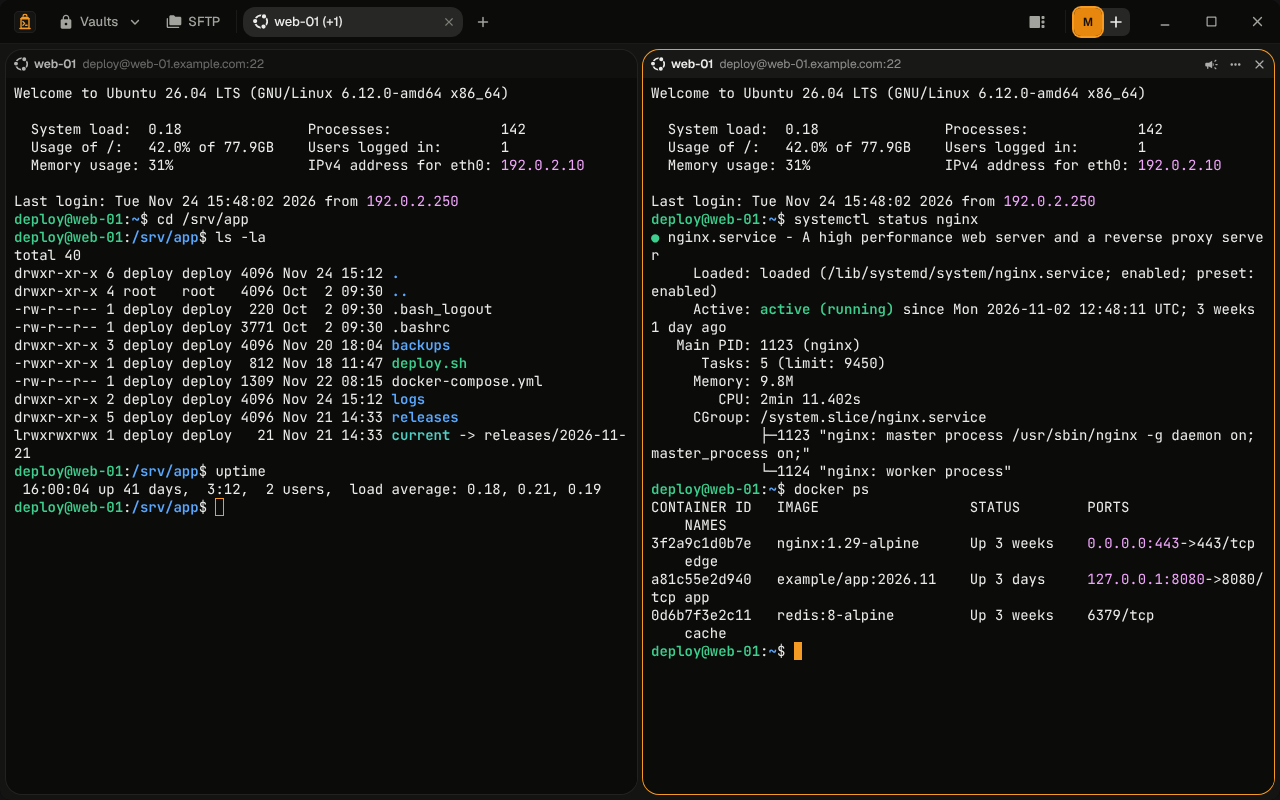 Vaults
SFTP
web-01 (+1)
M
web-01 deploy@web-01.example.com:22
Welcome to Ubuntu 26.04 LTS (GNU/Linux 6.12.0-amd64 x86_64)
System load:  0.18                Processes:             142
Usage of /:   42.0% of 77.9GB    Users logged in:       1
Memory usage: 31%                IPv4 address for eth0: 192.0.2.10
Last login: Tue Nov 24 15:48:02 2026 from 192.0.2.250
deploy@web-01:~$ cd /srv/app
deploy@web-01:/srv/app$ ls -la
total 40
drwxr-xr-x 6 deploy deploy 4096 Nov 24 15:12 .
drwxr-xr-x 4 root   root   4096 Oct  2 09:30 ..
-rw-r--r-- 1 deploy deploy  220 Oct  2 09:30 .bash_logout
-rw-r--r-- 1 deploy deploy 3771 Oct  2 09:30 .bashrc
drwxr-xr-x 3 deploy deploy 4096 Nov 20 18:04 backups
-rwxr-xr-x 1 deploy deploy  812 Nov 18 11:47 deploy.sh
-rw-r--r-- 1 deploy deploy 1309 Nov 22 08:15 docker-compose.yml
drwxr-xr-x 2 deploy deploy 4096 Nov 24 15:12 logs
drwxr-xr-x 5 deploy deploy 4096 Nov 21 14:33 releases
lrwxrwxrwx 1 deploy deploy   21 Nov 21 14:33 current -> releases/2026-11-
21
deploy@web-01:/srv/app$ uptime
16:00:04 up 41 days,  3:12,  2 users,  load average: 0.18, 0.21, 0.19
deploy@web-01:/srv/app$
web-01 deploy@web-01.example.com:22
Welcome to Ubuntu 26.04 LTS (GNU/Linux 6.12.0-amd64 x86_64)
System load:  0.18                Processes:             142
Usage of /:   42.0% of 77.9GB    Users logged in:       1
Memory usage: 31%                IPv4 address for eth0: 192.0.2.10
Last login: Tue Nov 24 15:48:02 2026 from 192.0.2.250
deploy@web-01:~$ systemctl status nginx
● nginx.service - A high performance web server and a reverse proxy serve
r
Loaded: loaded (/lib/systemd/system/nginx.service; enabled; preset:
enabled)
Active: active (running) since Mon 2026-11-02 12:48:11 UTC; 3 weeks
1 day ago
Main PID: 1123 (nginx)
Tasks: 5 (limit: 9450)
Memory: 9.8M
CPU: 2min 11.402s
CGroup: /system.slice/nginx.service
├─1123 "nginx: master process /usr/sbin/nginx -g daemon on;
master_process on;"
└─1124 "nginx: worker process"
deploy@web-01:~$ docker ps
CONTAINER ID   IMAGE                  STATUS        PORTS
NAMES
3f2a9c1d0b7e   nginx:1.29-alpine      Up 3 weeks    0.0.0.0:443->443/tcp
edge
a81c55e2d940   example/app:2026.11    Up 3 days     127.0.0.1:8080->8080/
tcp app
0d6b7f3e2c11   redis:8-alpine         Up 3 weeks    6379/tcp
cache
deploy@web-01:~$